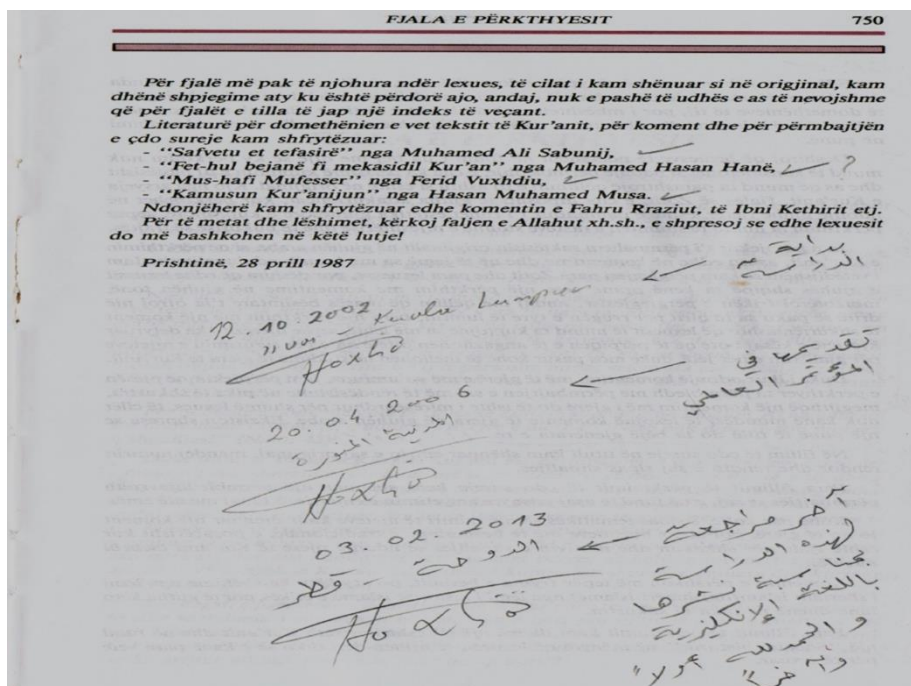 FJALA E PËRKTHYESIT 750
Për fjalë më pak të njohura ndër lexues, të cilat i kam shënuar si në origjinal, kam
dhënë shpjegime aty ku është përdorë ajo, andaj, nuk e pashë të udhës e as të nevojshme
që për fjalët e tilla të jap një indeks të veçant.
Literaturë për domethënien e vet tekstit të Kur'anit, për koment dhe për përmbajtjen
e çdo sureje kam shfrytëzuar:
- “Safvetu et tefasirë” nga Muhamed Ali Sabunij,
- “Fet-hul bejanë fi mekasidil Kur'an” nga Muhamed Hasan Hanë, ?
- “Mus-hafi Mufesser” nga Ferid Vuxhdiu,
- “Kamusun Kur'amijun” nga Hasan Muhamed Musa.
Ndonjëherë kam shfrytëzuar edhe komentin e Fahru Rraziut, të Ibni Kethirit etj.
Për të metat dhe lëshimet, kërkoj faljen e Allahut xh.sh., e shpresoj se edhe lexuesit
do më bashkohen në këtë lutje!
Prishtinë, 28 prill 1987
بداية
الدراسة
12.10.2002
Kuala Lumpur
Hoxha
تقديمها في
المؤتمر العالمي
20.04.2006
المدينة المنورة
Hoxha
03.02.2013
الدوحة - قطر
Hoxha
آخر مراجعة
لهذه الدراسة
بمناسبة نشرها
باللغة الإنكليزية
والحمد لله أولا
وآخرا